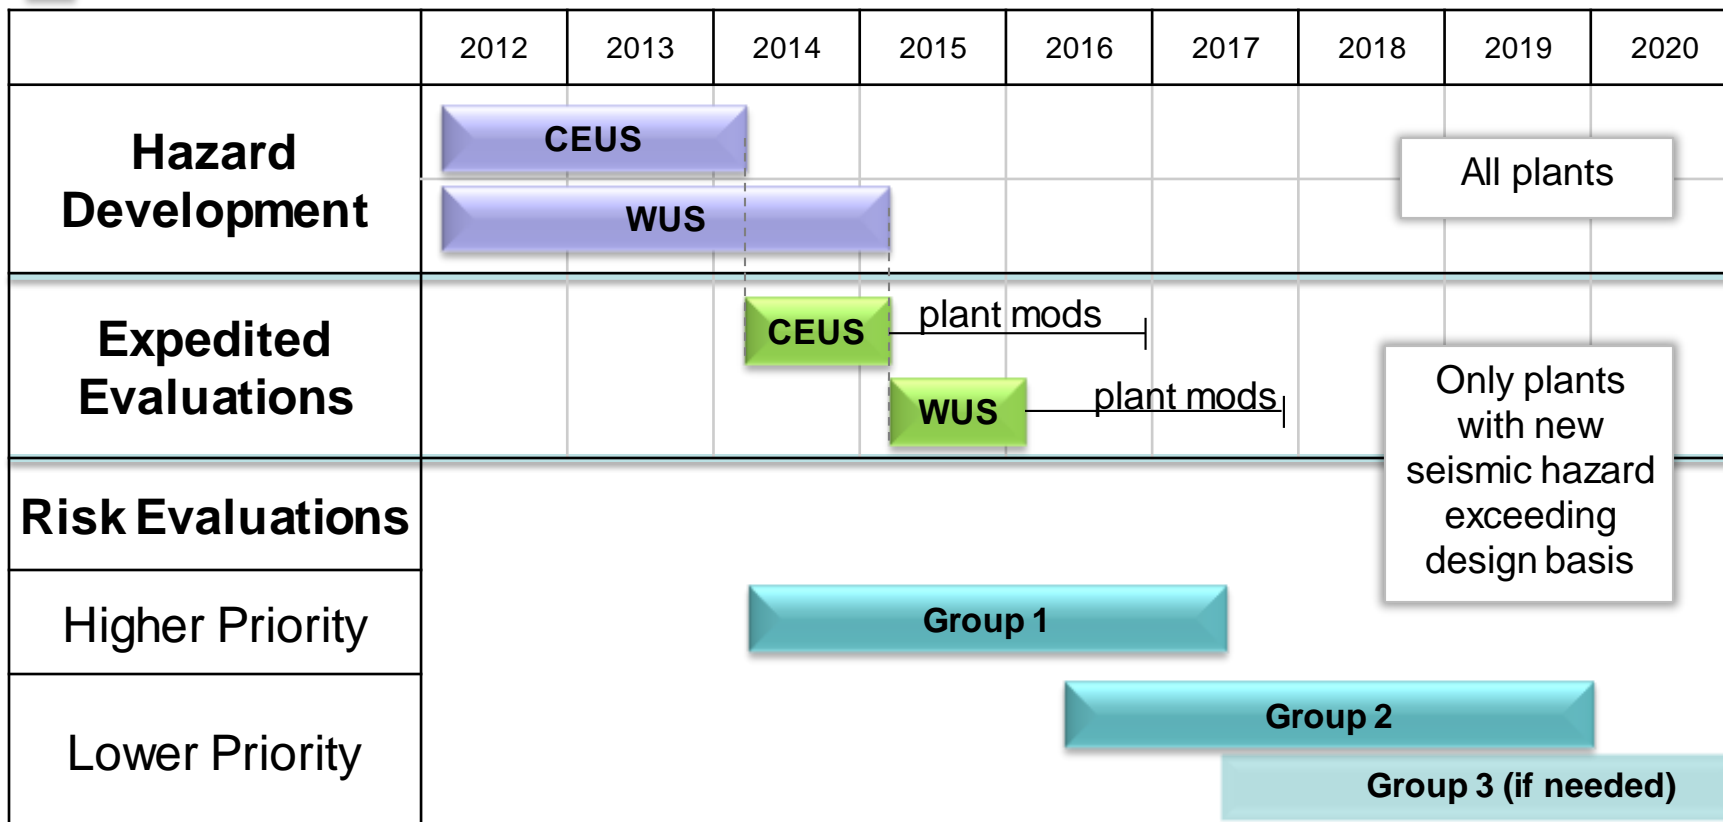 2012 2013 2014 2015 2016 2017 2018 2019 2020
Hazard
Development
CEUS
WUS
All plants
Expedited
Evaluations
CEUS
plant mods
WUS
plant mods
Only plants
with new
seismic hazard
exceeding
design basis
Risk Evaluations
Higher Priority
Group 1
Lower Priority
Group 2
Group 3 (if needed)